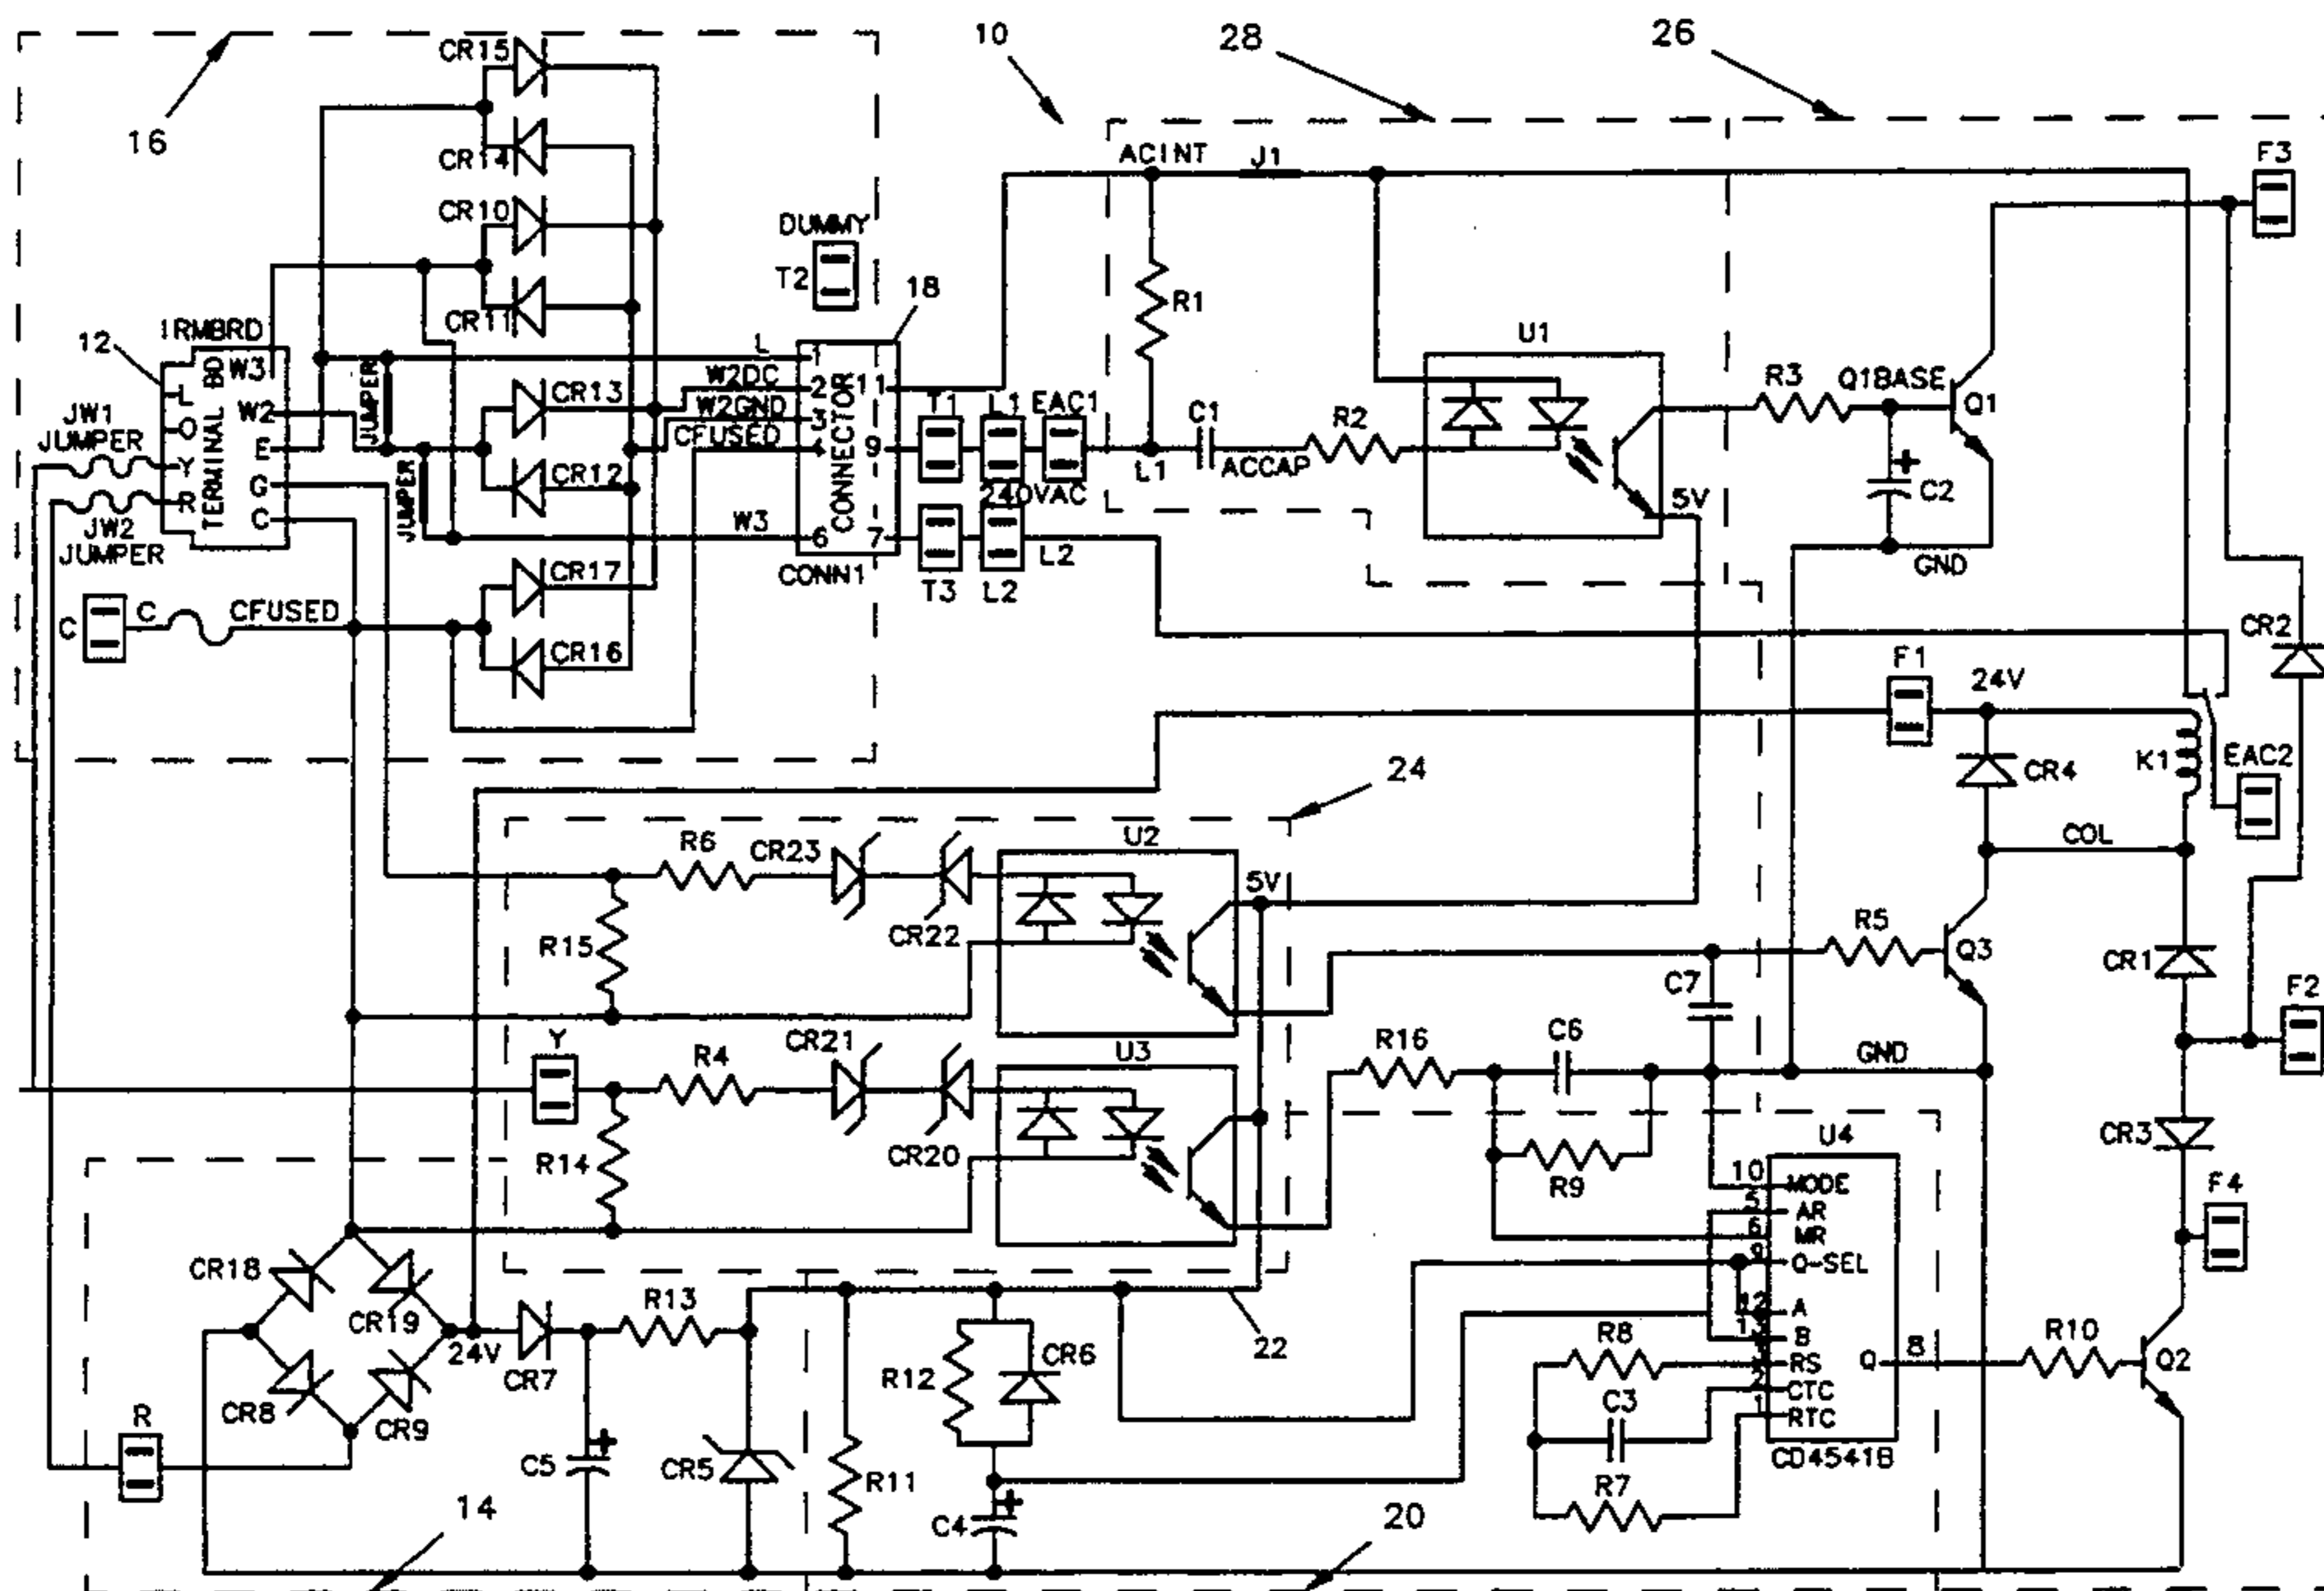 CR15
10
28
26
16
CR14
ACINT
J1
F3
CR10
DUMMY
T2
R1
CR11
18
U1
12
IRMBRD
L
1
W3
W2DC
2
11
R3
Q1BASE
Q1
CR13
L
W2
W2GND
3
T1
L1
EAC1
C1
R2
JW1
JUMPER
O
E
JUMPER
CFUSED
9
L1
ACCAP
Y
G
CR12
240VAC
5V
C2
R
C
TERMINAL BD
JUMPER
CONNECTOR
JW2
JUMPER
W3
6
7
L2
CONN1
T3
L2
GND
CR17
C
C
CFUSED
CR16
CR2
F1
24V
24
CR4
K1
EAC2
U2
R6
CR23
COL
5V
R15
CR22
R5
Q3
CR1
C7
F2
Y
R4
CR21
U3
R16
C6
GND
R14
CR20
R9
U4
CR3
10
MODE
5
AR
F4
6
MR
CR18
9
Q-SEL
CR19
R13
12
A
24V
CR7
22
B
R8
R12
CR6
RS
Q
8
R10
Q2
2
CTC
CR8
CR9
C3
1
RTC
R
CD4541B
C5
CR5
R11
R7
14
C4
20